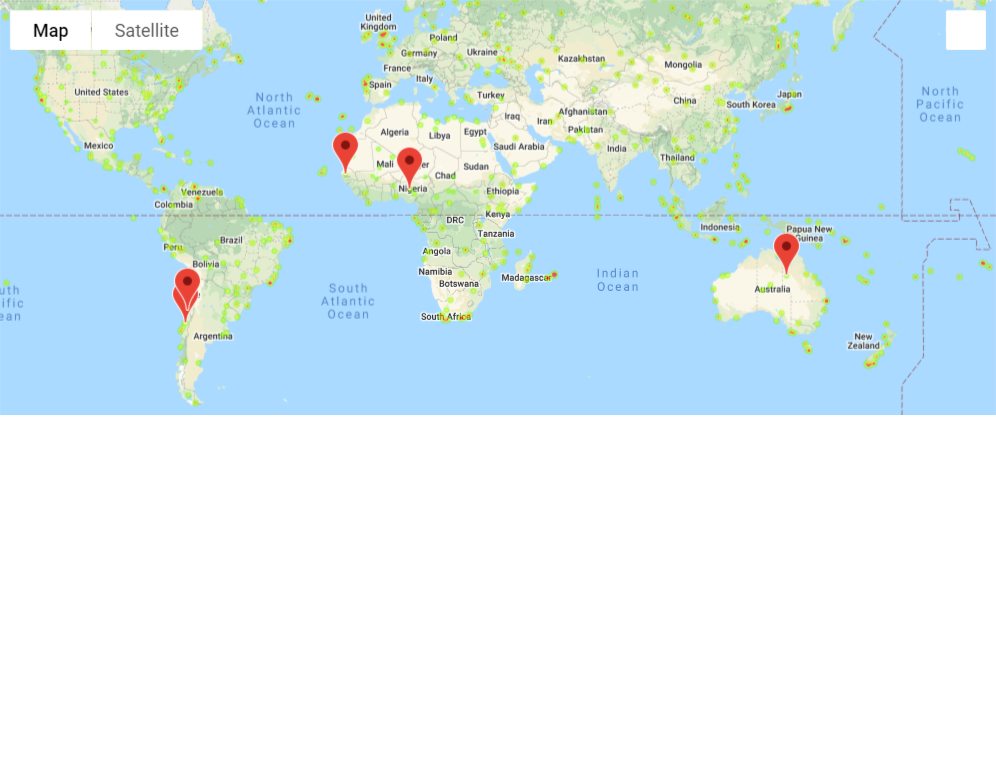 Map
Satellite
United
Kingdom
Poland
Germany
Ukraine
France
Italy
Spain
Kazakhstan
Mongolia
Turkey
United States
North
Atlantic
Ocean
China
Japan
South Korea
North
Pacific
Ocean
Iraq
Iran
Afghanistan
Pakistan
Algeria
Libya
Egypt
Saudi Arabia
India
Mexico
Mali
er
Chad
Sudan
Thailand
Nigeria
Ethiopia
Venezuela
Colombia
DRC
Kenya
Tanzania
Indonesia
Papua New
Guinea
Peru
Brazil
Bolivia
Angola
Namibia
Botswana
Madagascar
Indian
Ocean
Australia
uth
ific
ean
South
Atlantic
Ocean
e
South Africa
Argentina
New
Zealand